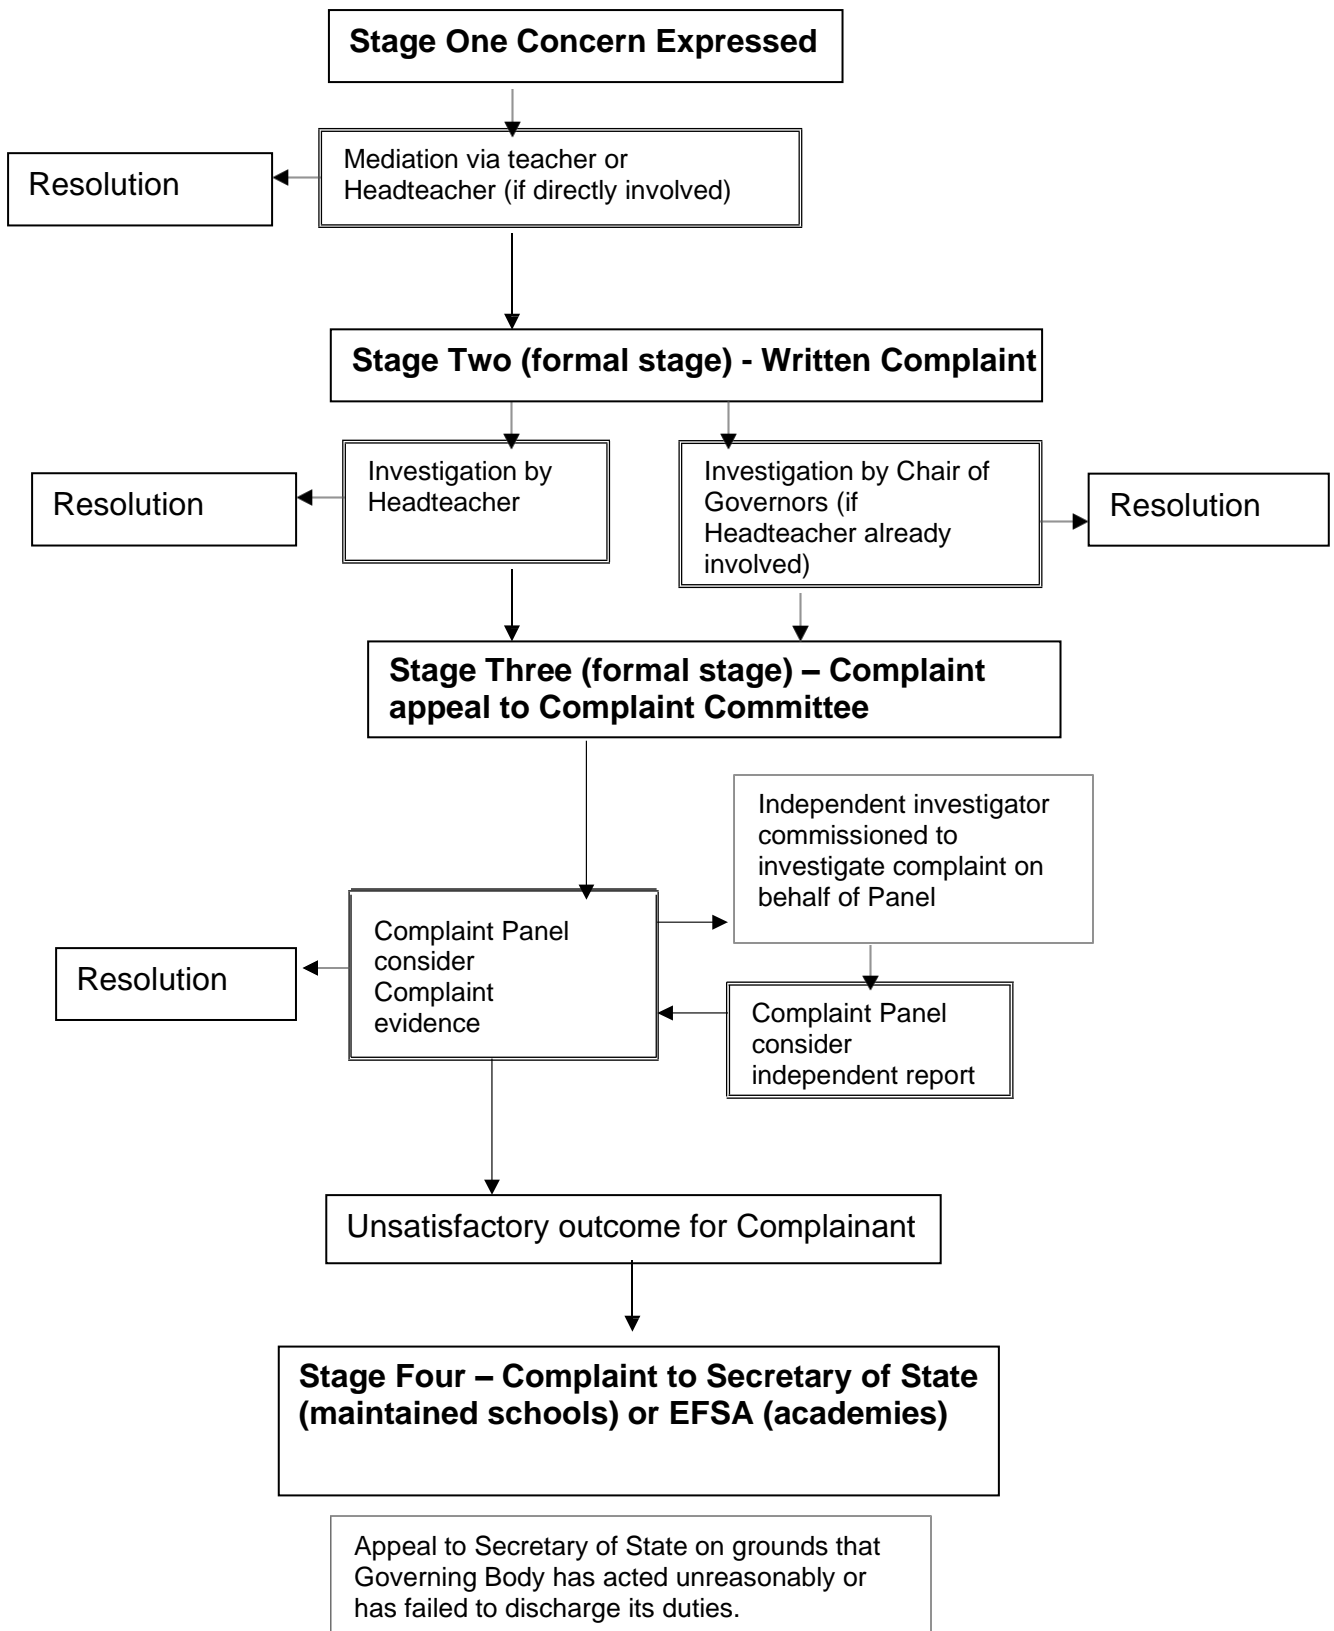 Stage One Concern Expressed
Mediation via teacher or
Headteacher (if directly involved)
Resolution
Stage Two (formal stage) - Written Complaint
Investigation by
Headteacher
Resolution
Investigation by Chair of
Governors (if
Headteacher already
involved)
Resolution
Stage Three (formal stage) – Complaint
appeal to Complaint Committee
Independent investigator
commissioned to
investigate complaint on
behalf of Panel
Complaint Panel
consider
Complaint
evidence
Resolution
Complaint Panel
consider
independent report
Unsatisfactory outcome for Complainant
Stage Four – Complaint to Secretary of State
(maintained schools) or EFSA (academies)
Appeal to Secretary of State on grounds that
Governing Body has acted unreasonably or
has failed to discharge its duties.